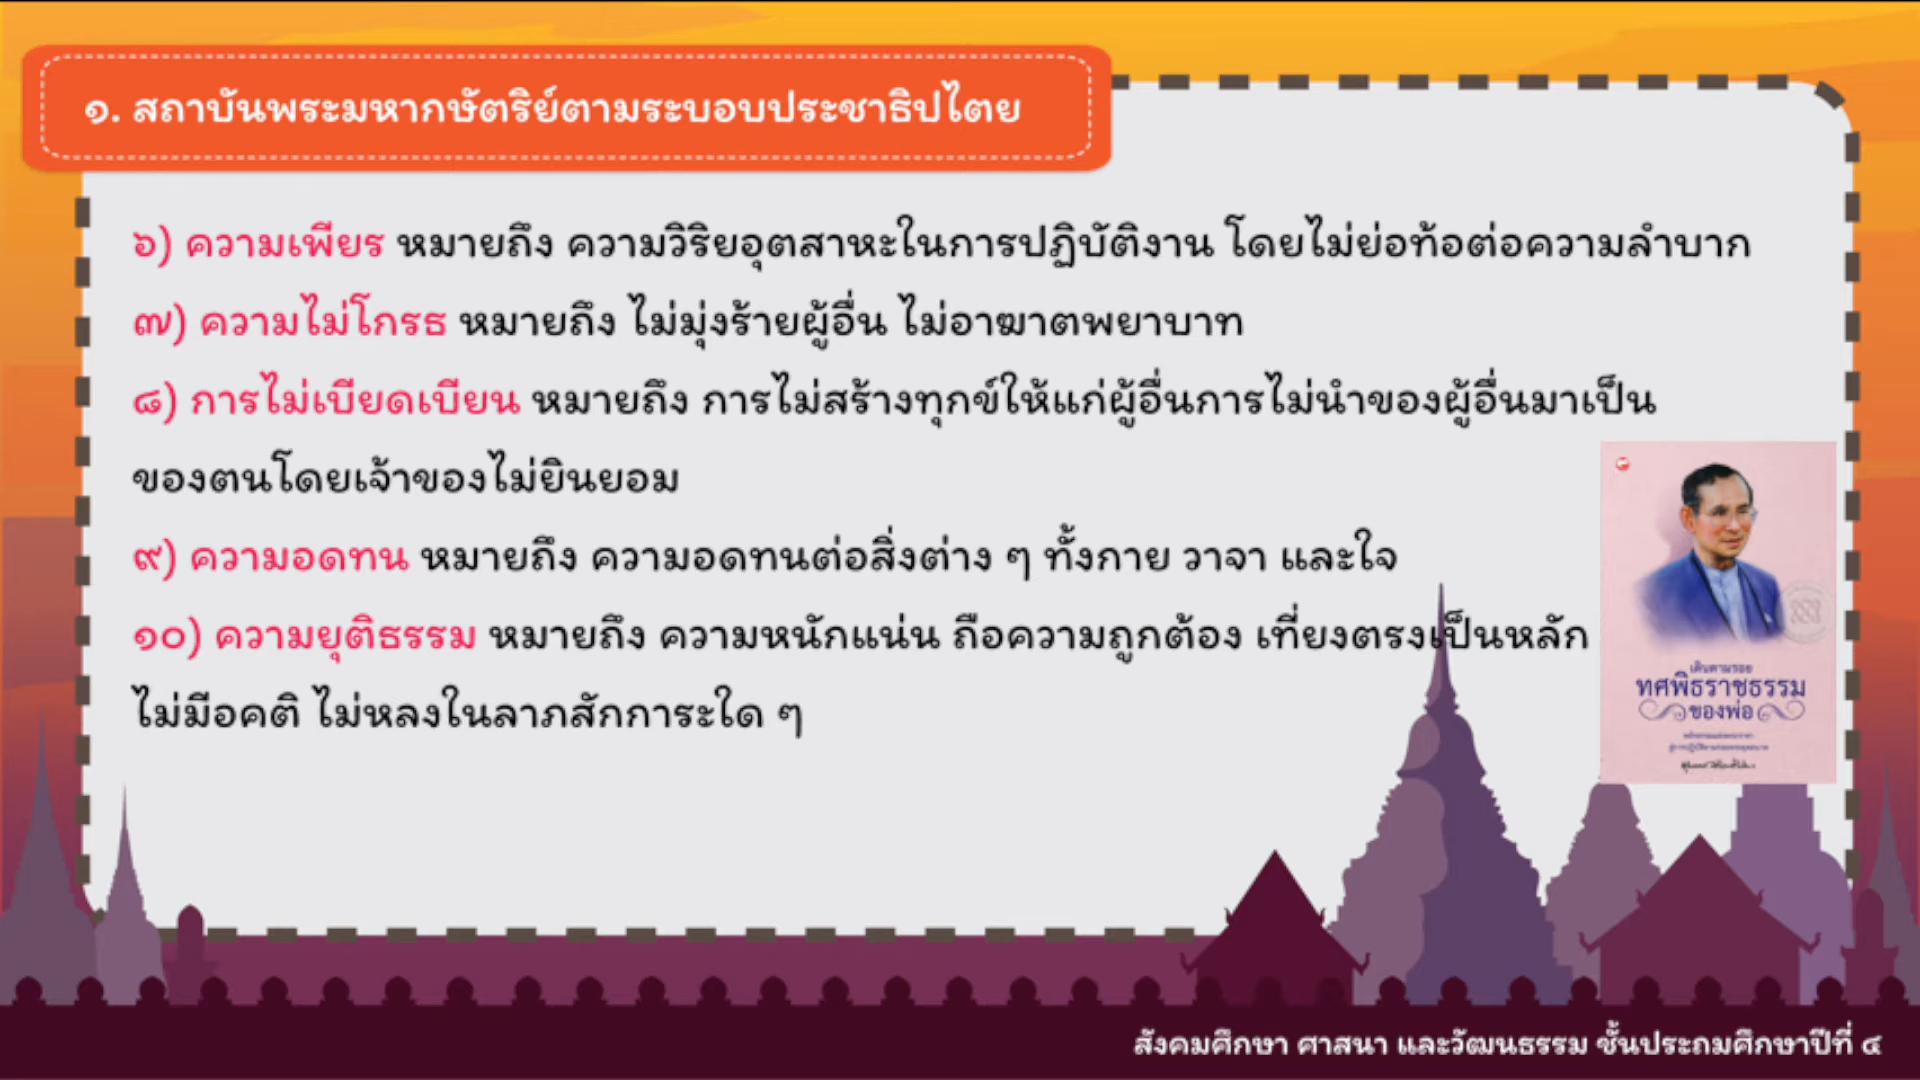 ๑. สถาบันพระมหากษัตริย์ตามระบอบประชาธิปไตย
๖) ความเพียร หมายถึง ความวิริยอุตสาหะในการปฏิบัติงาน โดยไม่ย่อท้อต่อความลำบาก
๗) ความไม่โกรธ หมายถึง ไม่มุ่งร้ายผู้อื่น ไม่อาฆาตพยาบาท
๘) การไม่เบียดเบียน หมายถึง การไม่สร้างทุกข์ให้แก่ผู้อื่นการไม่นำของผู้อื่นมาเป็น
ของตนโดยเจ้าของไม่ยินยอม
๙) ความอดทน หมายถึง ความอดทนต่อสิ่งต่าง ๆ ทั้งกาย วาจา และใจ
๑๐) ความยุติธรรม หมายถึง ความหนักแน่น ถือความถูกต้อง เที่ยงตรงเป็นหลัก
ไม่มีอคติ ไม่หลงในลาภสักการะใด ๆ
เดินตามรอย
ทศพิธราชธรรม
ของพ่อ
สังคมศึกษา ศาสนา และวัฒนธรรม ชั้นประถมศึกษาปีที่ ๔